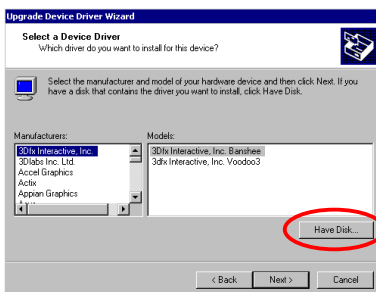 Upgrade Device Driver Wizard
Select a Device Driver
Which driver do you want to install for this device?
Select the manufacturer and model of your hardware device and then click Next. If you
have a disk that contains the driver you want to install, click Have Disk.
Manufacturers:
3Dfx Interactive, Inc.
3Dlabs Inc. Ltd.
Accel Graphics
Actix
Appian Graphics
Models:
3Dfx Interactive, Inc. Banshee
3dfx Interactive, Inc. Voodoo3
Have Disk...
< Back
Next >
Cancel